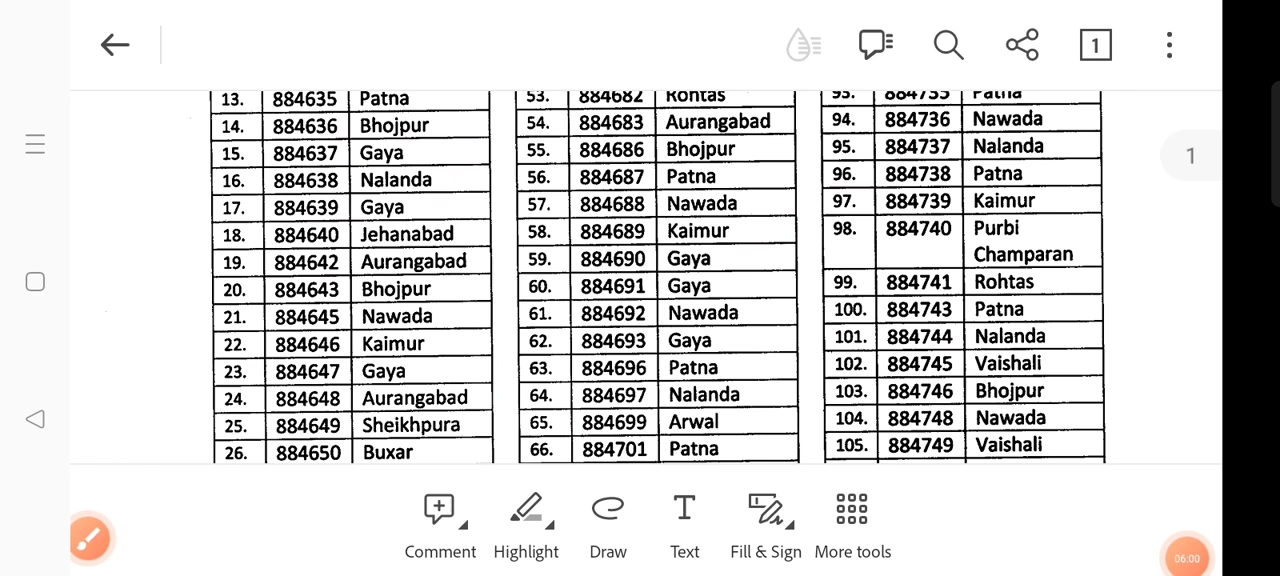 13. 884635 Patna
14. 884636 Bhojpur
15. 884637 Gaya
16. 884638 Nalanda
17. 884639 Gaya
18. 884640 Jehanabad
19. 884642 Aurangabad
20. 884643 Bhojpur
21. 884645 Nawada
22. 884646 Kaimur
23. 884647 Gaya
24. 884648 Aurangabad
25. 884649 Sheikhpura
26. 884650 Buxar
53. 884682 Rohtas
54. 884683 Aurangabad
55. 884686 Bhojpur
56. 884687 Patna
57. 884688 Nawada
58. 884689 Kaimur
59. 884690 Gaya
60. 884691 Gaya
61. 884692 Nawada
62. 884693 Gaya
63. 884696 Patna
64. 884697 Nalanda
65. 884699 Arwal
66. 884701 Patna
93. 884735 Patna
94. 884736 Nawada
95. 884737 Nalanda
96. 884738 Patna
97. 884739 Kaimur
98. 884740 Purbi
Champaran
99. 884741 Rohtas
100. 884743 Patna
101. 884744 Nalanda
102. 884745 Vaishali
103. 884746 Bhojpur
104. 884748 Nawada
105. 884749 Vaishali
1
1
Comment Highlight Draw Text Fill & Sign More tools
06:00